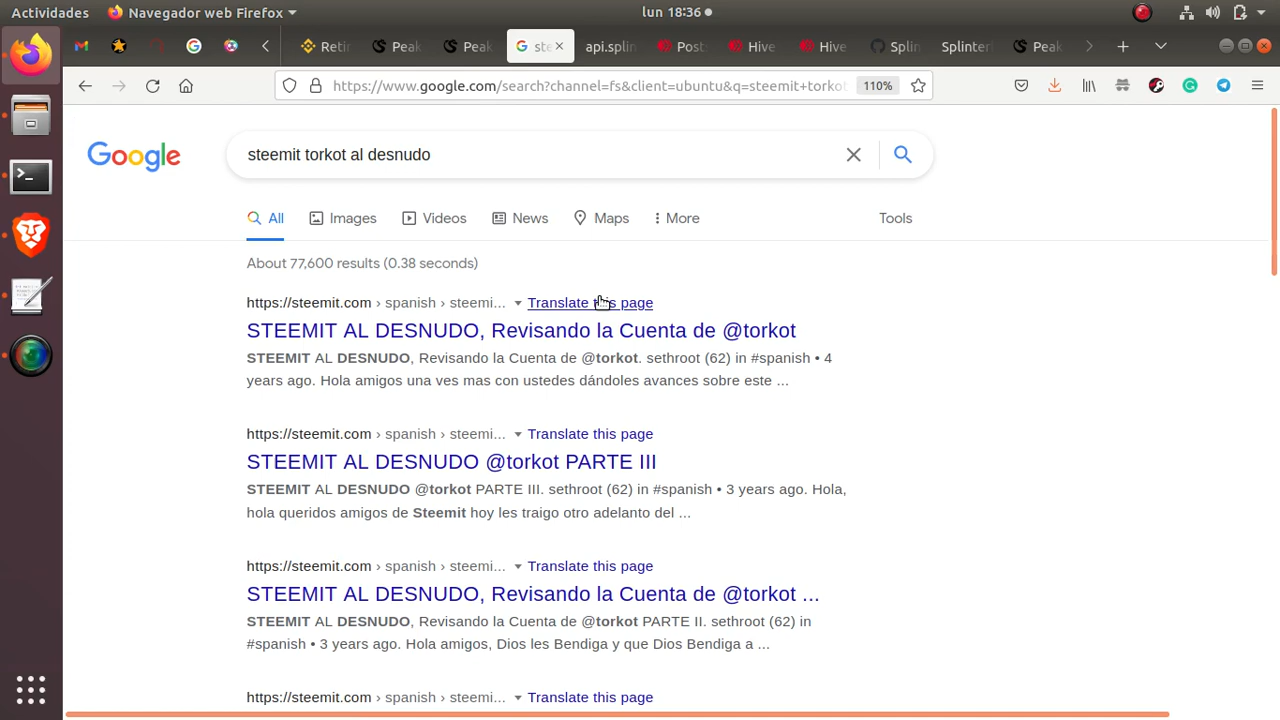 Actividades Navegador web Firefox lun 18:36
Retir Peak Peak ste api.splin Post Hive Hive Splin Splinter Peak
https://www.google.com/search?channel=fs&client=ubuntu&q=steemit+torkot 110%
Google steemit torkot al desnudo
All Images Videos News Maps More Tools
About 77,600 results (0.38 seconds)
https://steemit.com › spanish › steemi... Translate this page
STEEMIT AL DESNUDO, Revisando la Cuenta de @torkot
STEEMIT AL DESNUDO, Revisando la Cuenta de @torkot. sethroot (62) in #spanish • 4
years ago. Hola amigos una ves mas con ustedes dándoles avances sobre este ...
https://steemit.com › spanish › steemi... Translate this page
STEEMIT AL DESNUDO @torkot PARTE III
STEEMIT AL DESNUDO @torkot PARTE III. sethroot (62) in #spanish • 3 years ago. Hola,
hola queridos amigos de Steemit hoy les traigo otro adelanto del ...
https://steemit.com › spanish › steemi... Translate this page
STEEMIT AL DESNUDO, Revisando la Cuenta de @torkot ...
STEEMIT AL DESNUDO, Revisando la Cuenta de @torkot PARTE II. sethroot (62) in
#spanish • 3 years ago. Hola amigos, Dios les Bendiga y que Dios Bendiga a ...
https://steemit.com › spanish › steemi... Translate this page